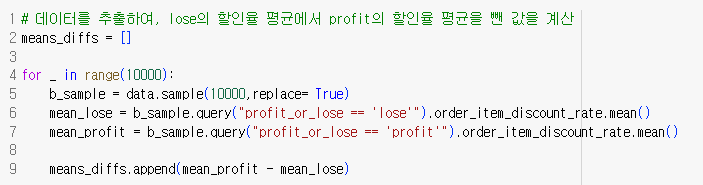 1 # 데이터를 추출하여, lose의 할인율 평균에서 profit의 할인율 평균을 뺀 값을 계산
2 means_diffs = []
3
4 for _ in range(10000):
5     b_sample = data.sample(10000,replace= True)
6     mean_lose = b_sample.query("profit_or_lose == 'lose'").order_item_discount_rate.mean()
7     mean_profit = b_sample.query("profit_or_lose == 'profit'").order_item_discount_rate.mean()
8
9     means_diffs.append(mean_profit - mean_lose)